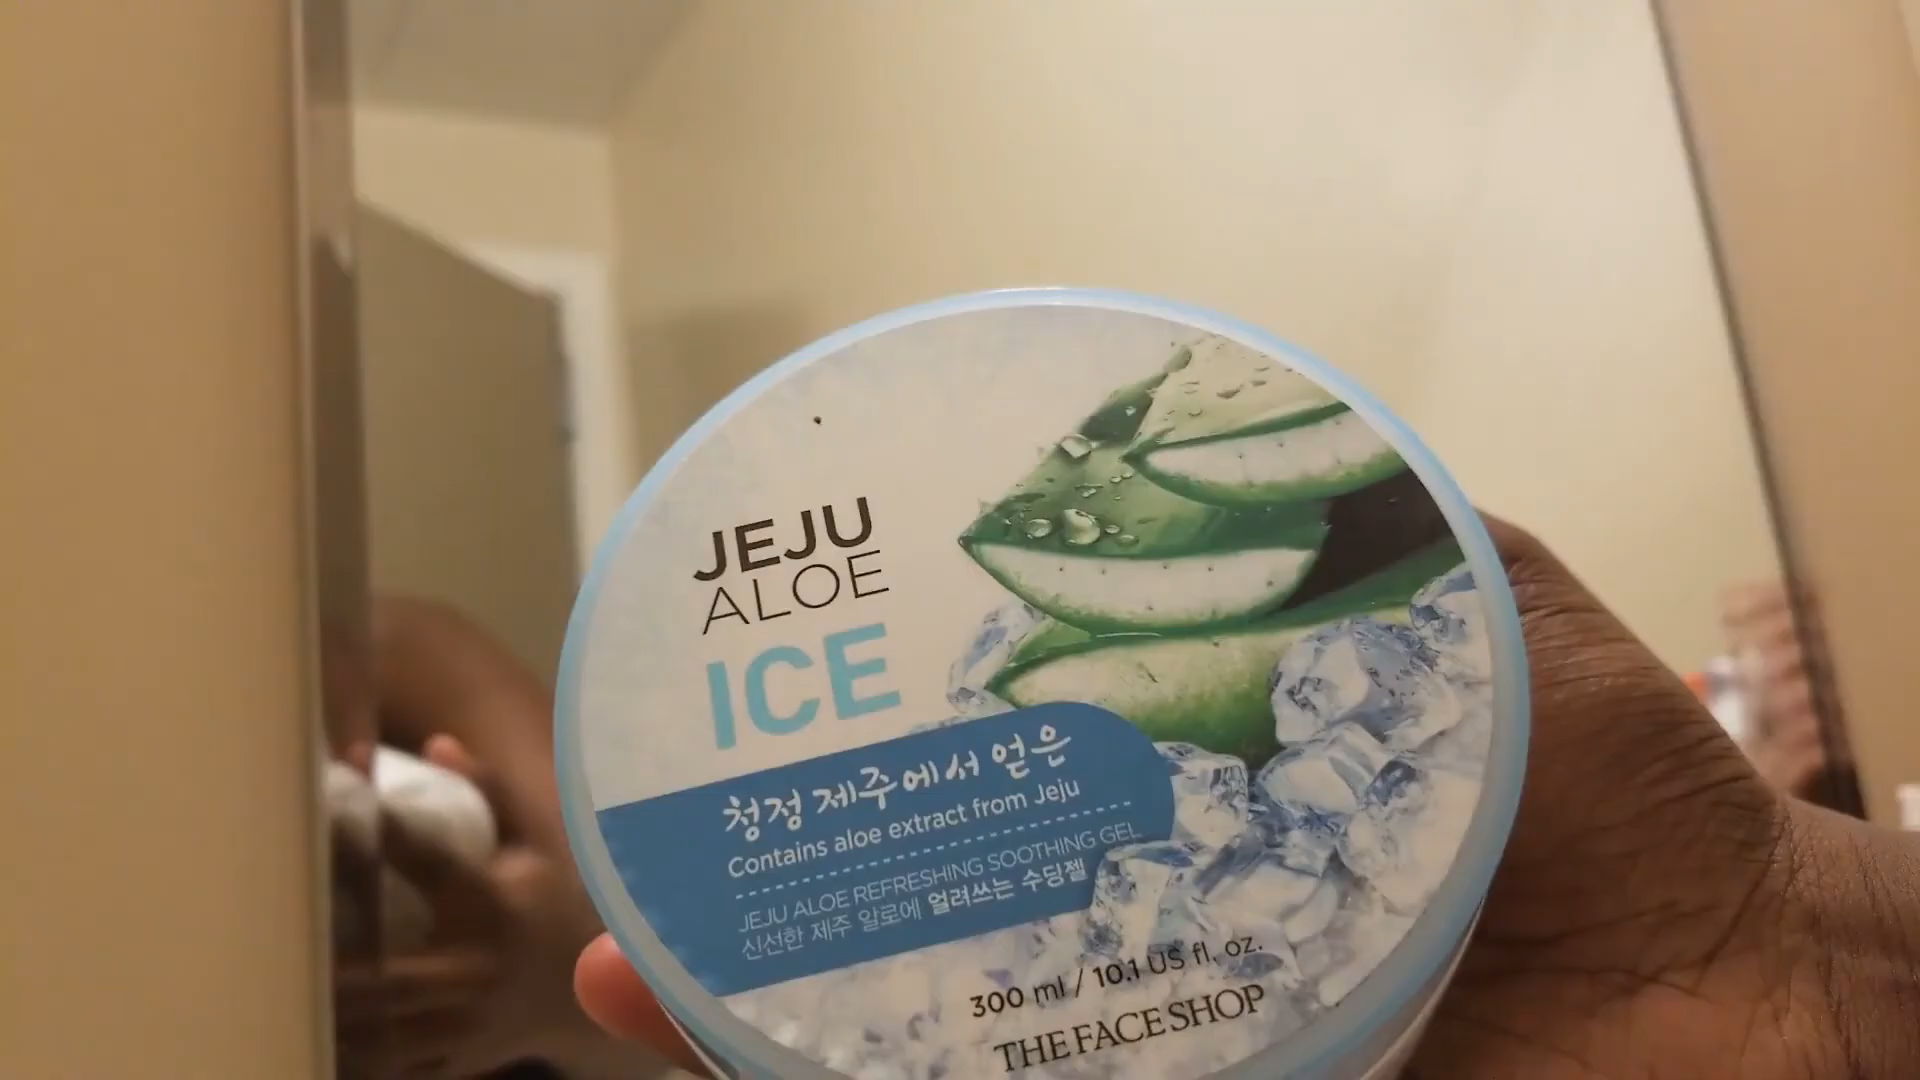 JEJU
ALOE
ICE
청정 제주에서 얻은
Contains aloe extract from Jeju
JEJU ALOE REFRESHING SOOTHING GEL
신선한 제주 알로에 얼려쓰는 수딩젤
300 ml / 10.1 US fl. oz.
THE FACE SHOP